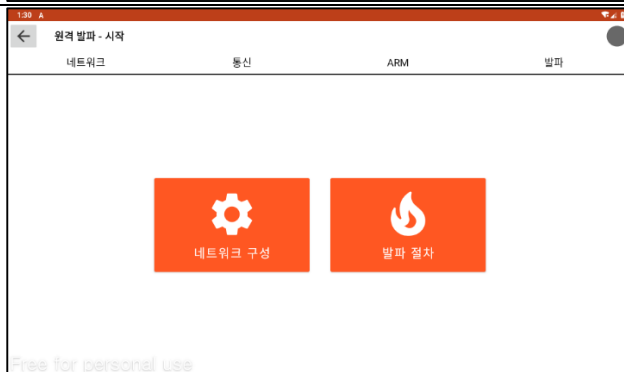 1:30 A
원격 발파 - 시작
네트워크 통신 ARM 발파
네트워크 구성 발파 절차
Free for personal use